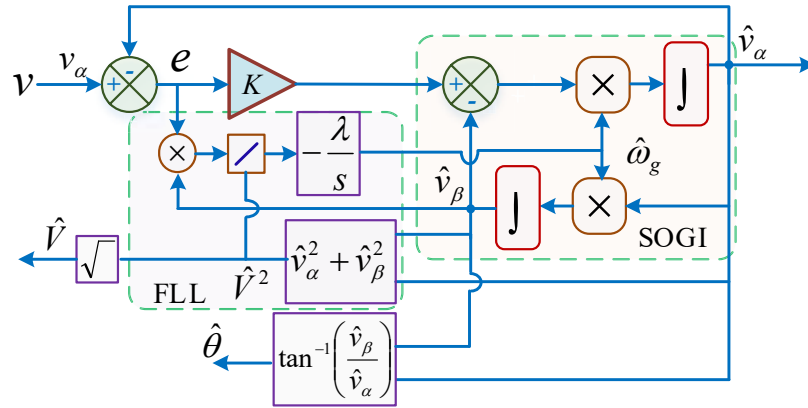 v
v_α
+
-
e
K
+
-
×
∫
v̂_α
×
/
-λ/s
v̂_β
ω̂_g
∫
×
SOGI
V̂
√
V̂²
v̂_α² + v̂_β²
FLL
θ̂
tan⁻¹(v̂_β/v̂_α)